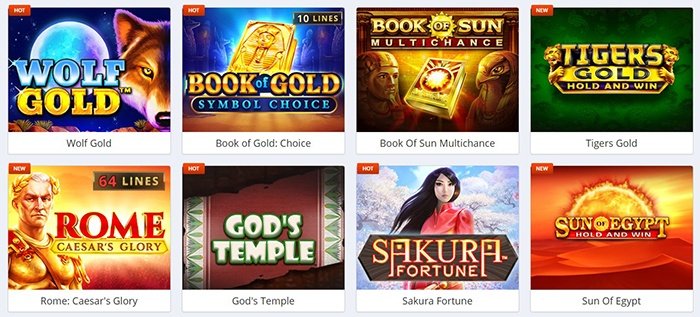 HOT
WOLF
GOLD™
Wolf Gold
HOT
10 LINES
BOOK of GOLD
SYMBOL CHOICE
Book of Gold: Choice
HOT
BOOK OF SUN
MULTICHANCE
Book Of Sun Multichance
NEW
TIGERS
GOLD
HOLD AND WIN
Tigers Gold
NEW
64 LINES
ROME
CAESAR'S GLORY
Rome: Caesar's Glory
HOT
GOD'S
TEMPLE
God's Temple
HOT
SAKURA
FORTUNE
Sakura Fortune
NEW
SUN OF EGYPT
HOLD AND WIN
Sun Of Egypt